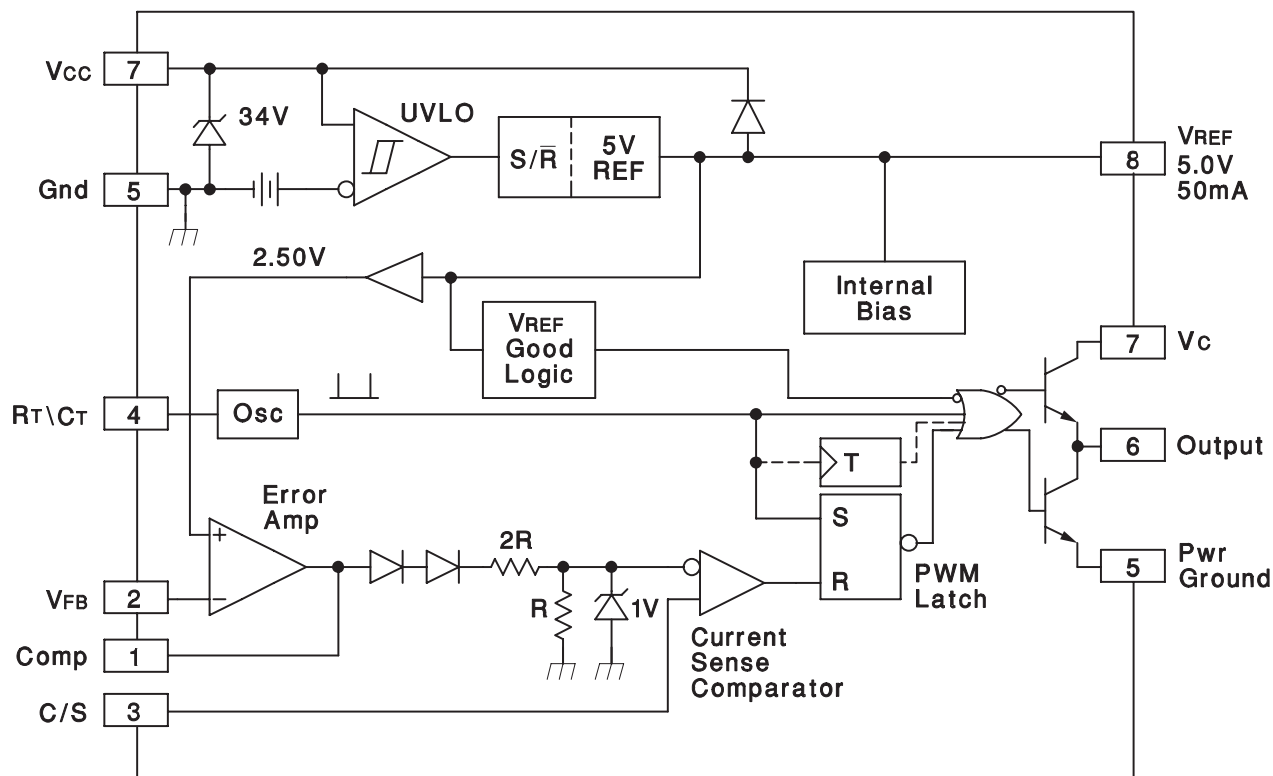 VCC 7
34V
UVLO
S/R̅
5V
REF
8
VREF
5.0V
50mA
Gnd 5
2.50V
Internal
Bias
VREF
Good
Logic
7 VC
RT\CT 4
Osc
T
6 Output
Error
Amp
+
−
S
R
2R
R
1V
PWM
Latch
5
Pwr
Ground
VFB 2
Comp 1
Current
Sense
Comparator
C/S 3